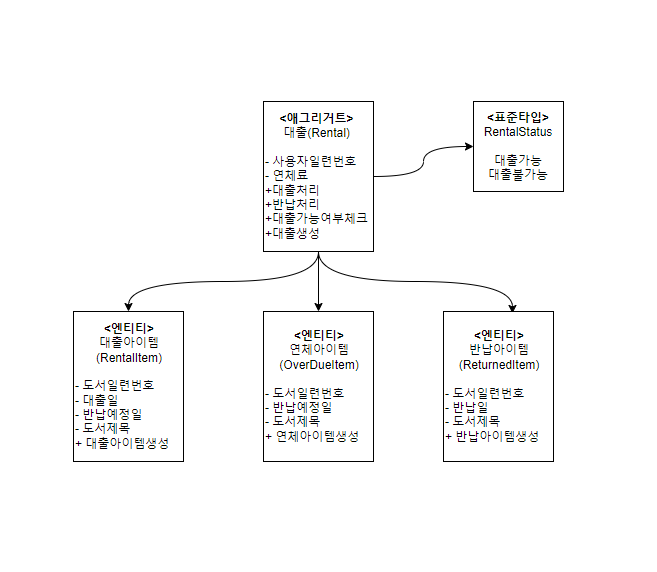 <애그리거트>
대출(Rental)
- 사용자일련번호
- 연체료
+대출처리
+반납처리
+대출가능여부체크
+대출생성
<표준타입>
RentalStatus
대출가능
대출불가능
<엔티티>
대출아이템
(RentalItem)
- 도서일련번호
- 대출일
- 반납예정일
- 도서제목
+ 대출아이템생성
<엔티티>
연체아이템
(OverDueItem)
- 도서일련번호
- 반납예정일
- 도서제목
+ 연체아이템생성
<엔티티>
반납아이템
(ReturnedItem)
- 도서일련번호
- 반납일
- 도서제목
+ 반납아이템생성